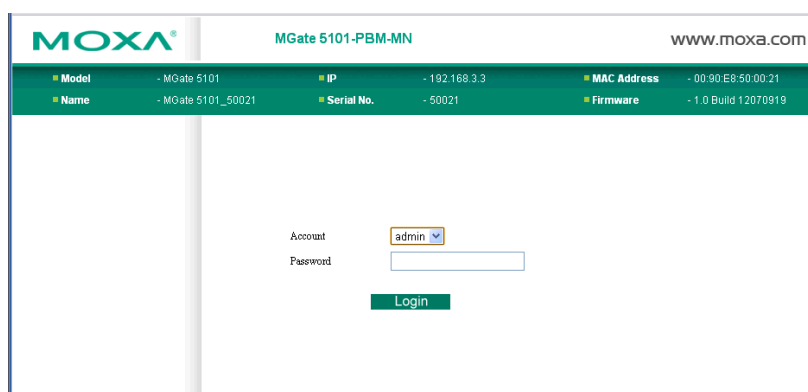 MOXA®
MGate 5101-PBM-MN
www.moxa.com
Model - MGate 5101 IP - 192.168.3.3 MAC Address - 00:90:E8:50:00:21
Name - MGate 5101_50021 Serial No. - 50021 Firmware - 1.0 Build 12070919
Account admin
Password
Login